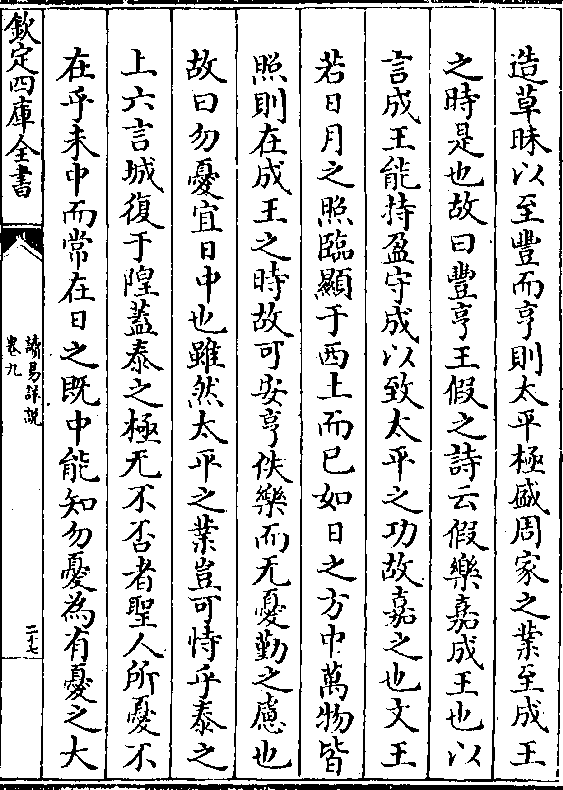 造草昧以至豐而亨則太平極盛周家之業至成王
之時是也故曰豐亨王假之詩云假樂嘉成王也以
言成王能持盈守成以致太平之功故嘉之也文王
若日月之照臨顯于西土而已如日之方中萬物皆
照則在成王之時故可安享佚樂而无憂勤之慮也
故曰勿憂宜日中也雖然太平之業豈可恃乎泰之
上六言城復于隍蓋泰之極无不否者聖人所憂不
在乎未中而常在日之既中能知勿憂為有憂之大
欽定四庫全書
讀易詳說
卷九
二十七